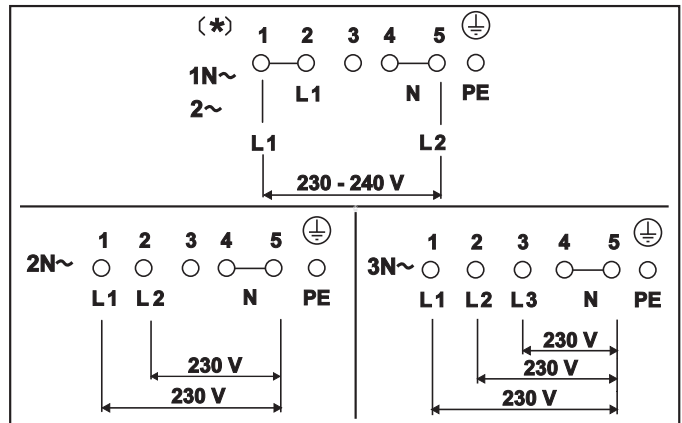 (*) 1 2 3 4 5
1N~
2~
L1 N PE
L1 L2
230 - 240 V
1 2 3 4 5
2N~
L1 L2 N PE
230 V
230 V
1 2 3 4 5
3N~
L1 L2 L3 N PE
230 V
230 V
230 V